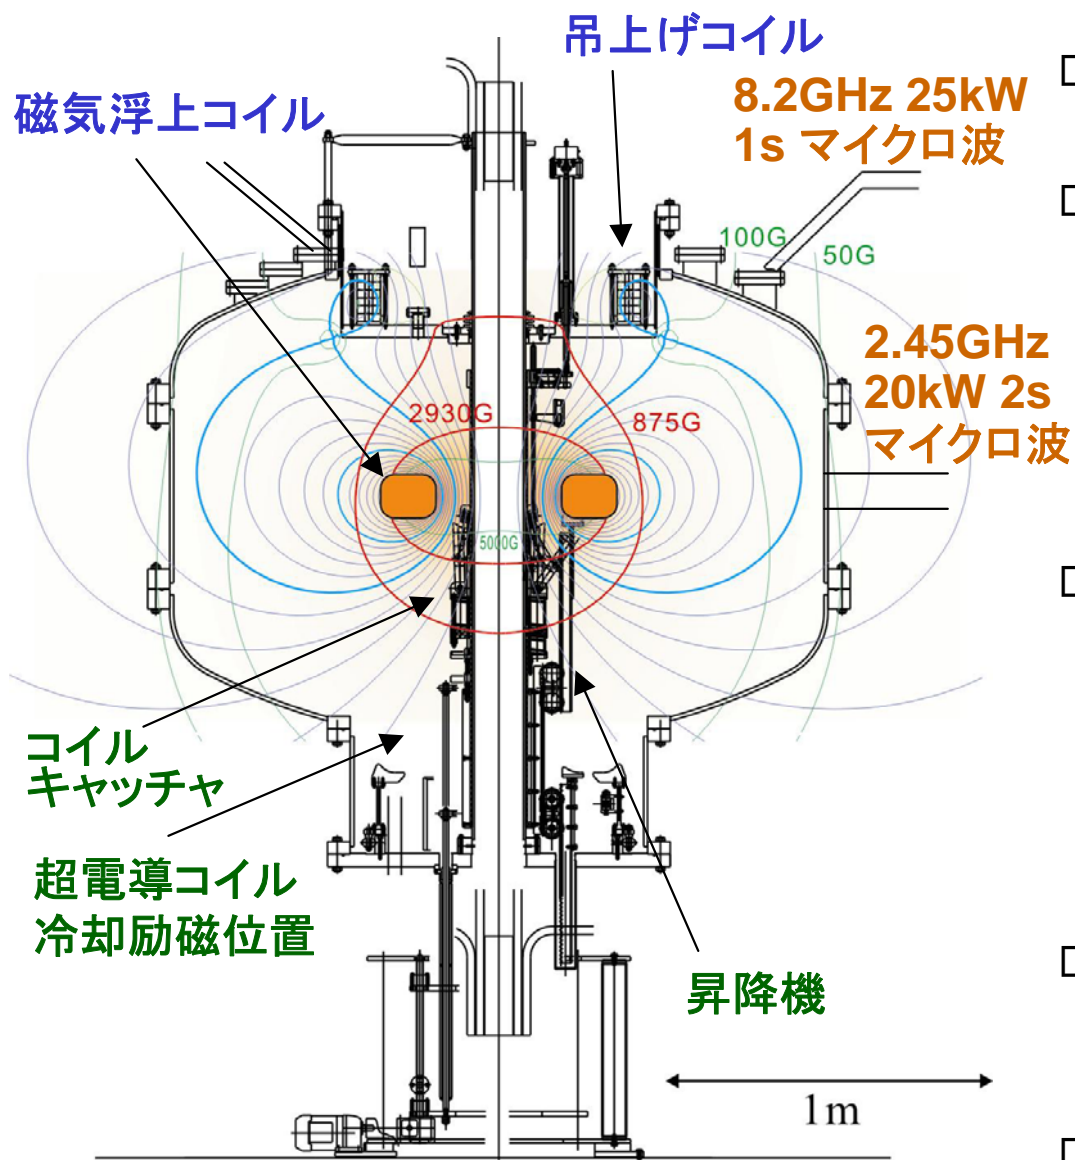 吊上げコイル
磁気浮上コイル
8.2GHz 25kW
1s マイクロ波
100G
50G
2.45GHz
20kW 2s
マイクロ波
2930G
875G
5000G
コイル
キャッチャ
超電導コイル
冷却励磁位置
昇降機
1m